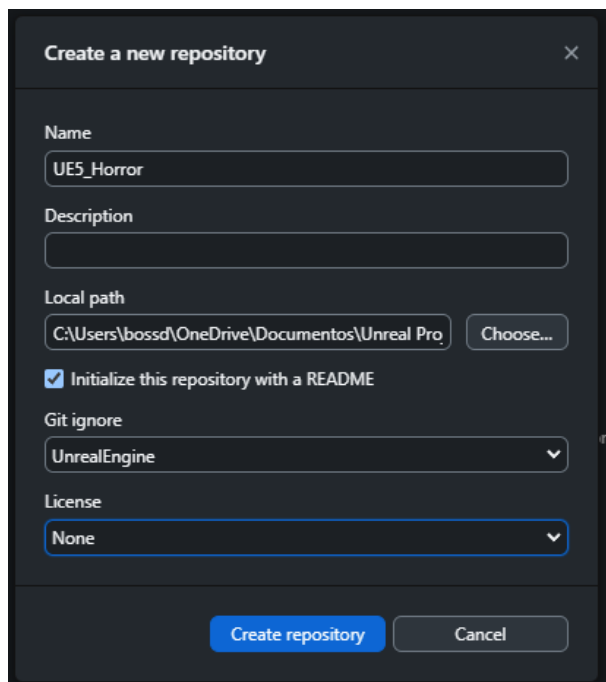 Create a new repository
Name
UE5_Horror
Description
Local path
C:\Users\bossd\OneDrive\Documentos\Unreal Pro
Choose...
Initialize this repository with a README
Git ignore
UnrealEngine
License
None
Create repository
Cancel